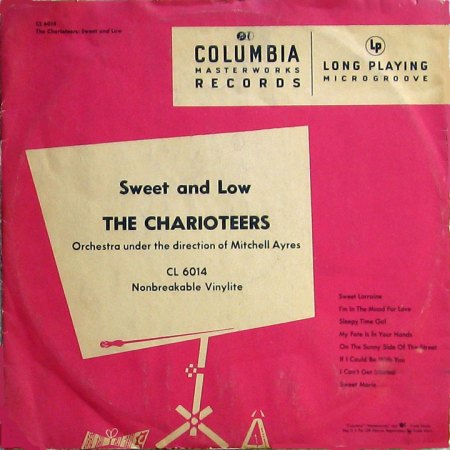 CL 6014
The Charioteers: Sweet and Low
COLUMBIA
MASTERWORKS
RECORDS
LP
LONG PLAYING
MICROGROOVE
Sweet and Low
THE CHARIOTEERS
Orchestra under the direction of Mitchell Ayres
CL 6014
Nonbreakable Vinylite
Sweet Lorraine
I'm In The Mood For Love
Sleepy Time Gal
My Fate Is In Your Hands
On The Sunny Side Of The Street
If I Could Be With You
I Can't Get Started
Sweet Marie